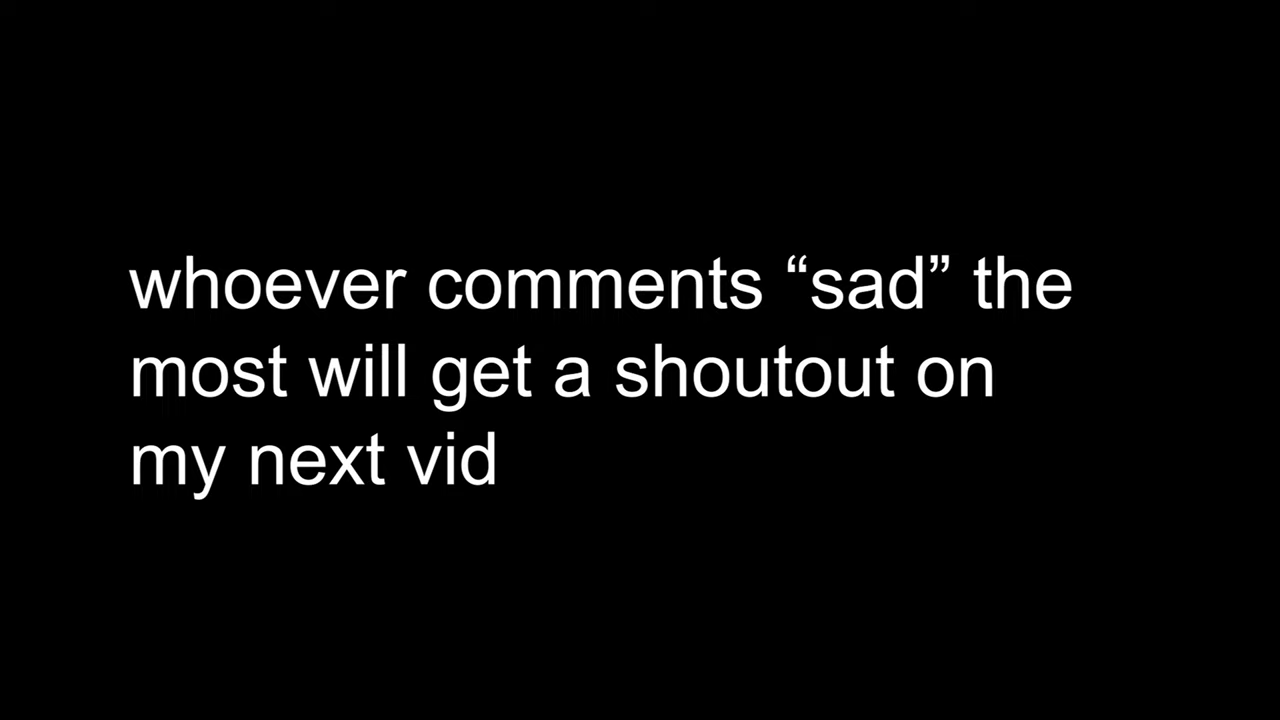 whoever comments “sad” the
most will get a shoutout on
my next vid